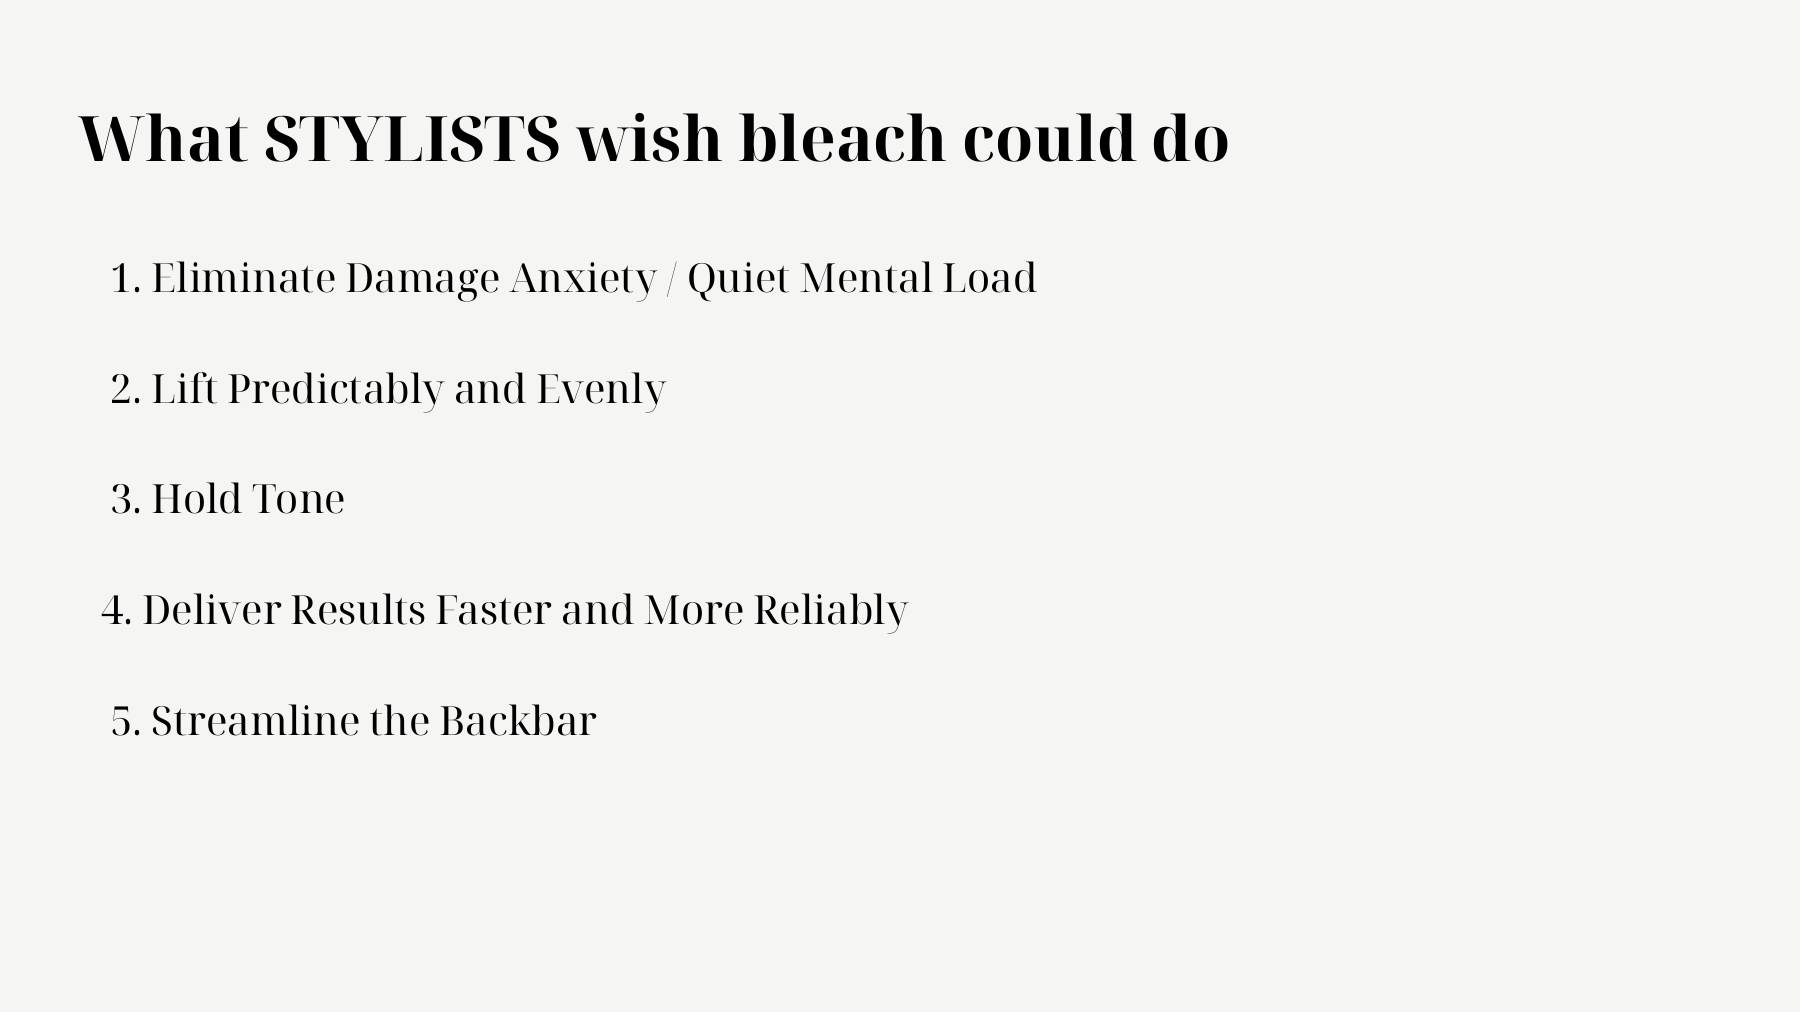 What STYLISTS wish bleach could do
1. Eliminate Damage Anxiety / Quiet Mental Load
2. Lift Predictably and Evenly
3. Hold Tone
4. Deliver Results Faster and More Reliably
5. Streamline the Backbar